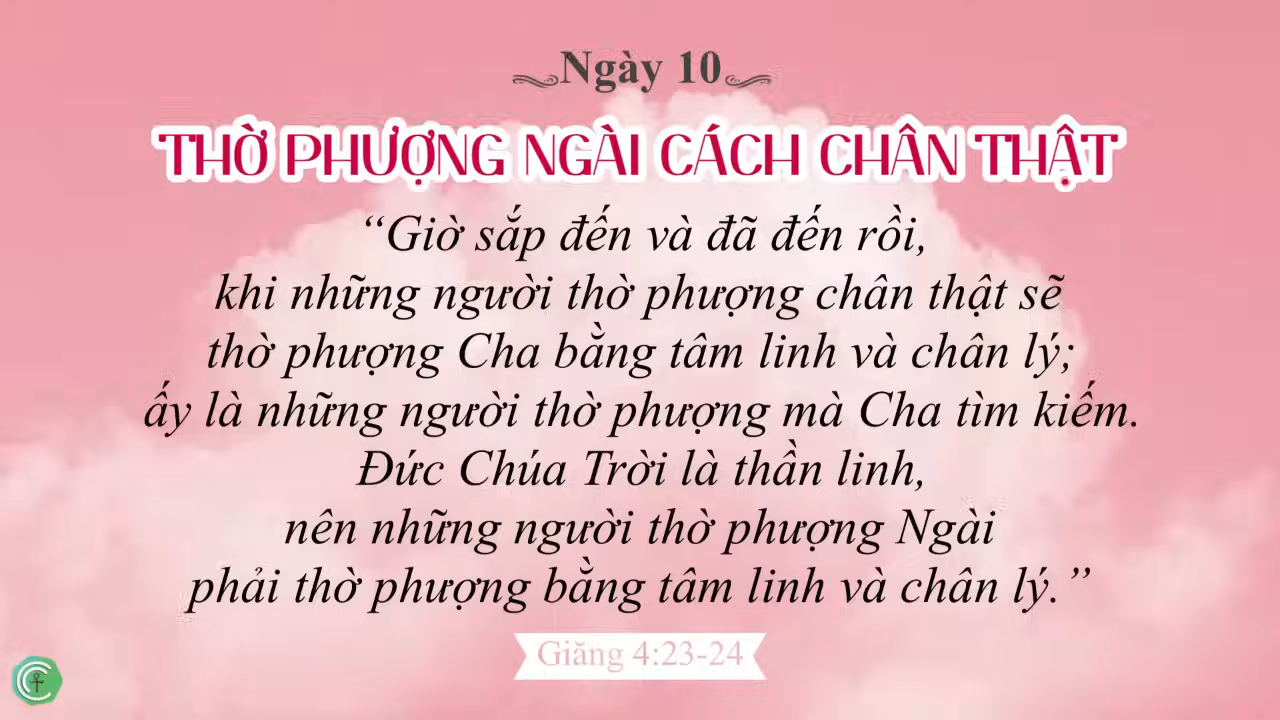 Ngày 10
THỜ PHƯỢNG NGÀI CÁCH CHÂN THẬT
“Giờ sắp đến và đã đến rồi,
khi những người thờ phượng chân thật sẽ
thờ phượng Cha bằng tâm linh và chân lý;
ấy là những người thờ phượng mà Cha tìm kiếm.
Đức Chúa Trời là thần linh,
nên những người thờ phượng Ngài
phải thờ phượng bằng tâm linh và chân lý.”
Giăng 4:23-24